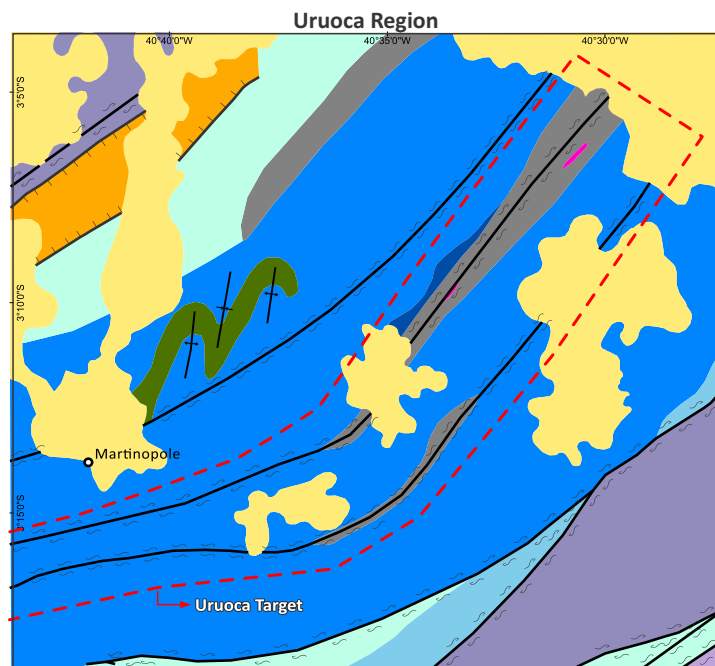 Uruoca Region
40°40'0"W
40°35'0"W
40°30'0"W
3°5'0"S
3°10'0"S
3°15'0"S
Martinopole
Uruoca Target